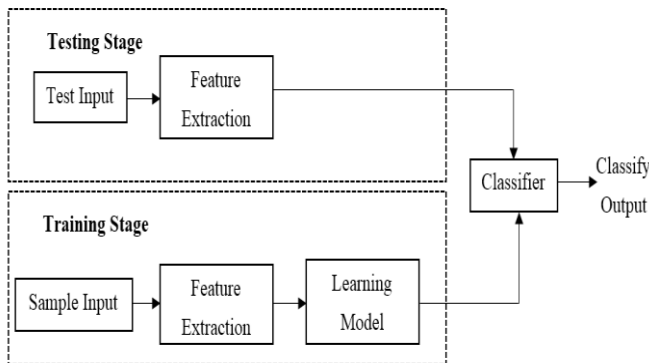 Testing Stage
Test Input
Feature
Extraction
Classifier
Classify
Output
Training Stage
Sample Input
Feature
Extraction
Learning
Model